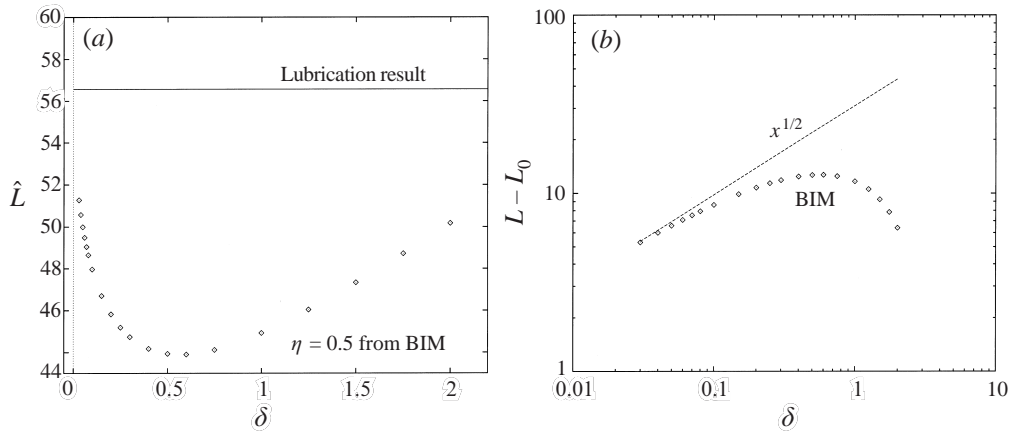 (a)
60
58
56
54
52
50
48
46
44
L̂
Lubrication result
η = 0.5 from BIM
0
0.5
1
1.5
2
δ
(b)
100
10
1
L – L₀
x^{1/2}
BIM
0.01
0.1
1
10
δ